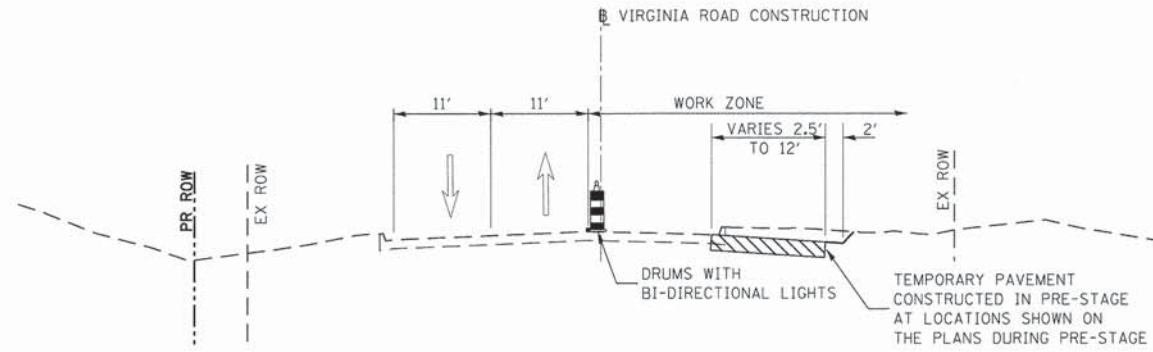 ℄ VIRGINIA ROAD CONSTRUCTION
11'
11'
WORK ZONE
VARIES 2.5'
TO 12'
2'
PR ROW
EX ROW
EX ROW
DRUMS WITH
BI-DIRECTIONAL LIGHTS
TEMPORARY PAVEMENT
CONSTRUCTED IN PRE-STAGE
AT LOCATIONS SHOWN ON
THE PLANS DURING PRE-STAGE